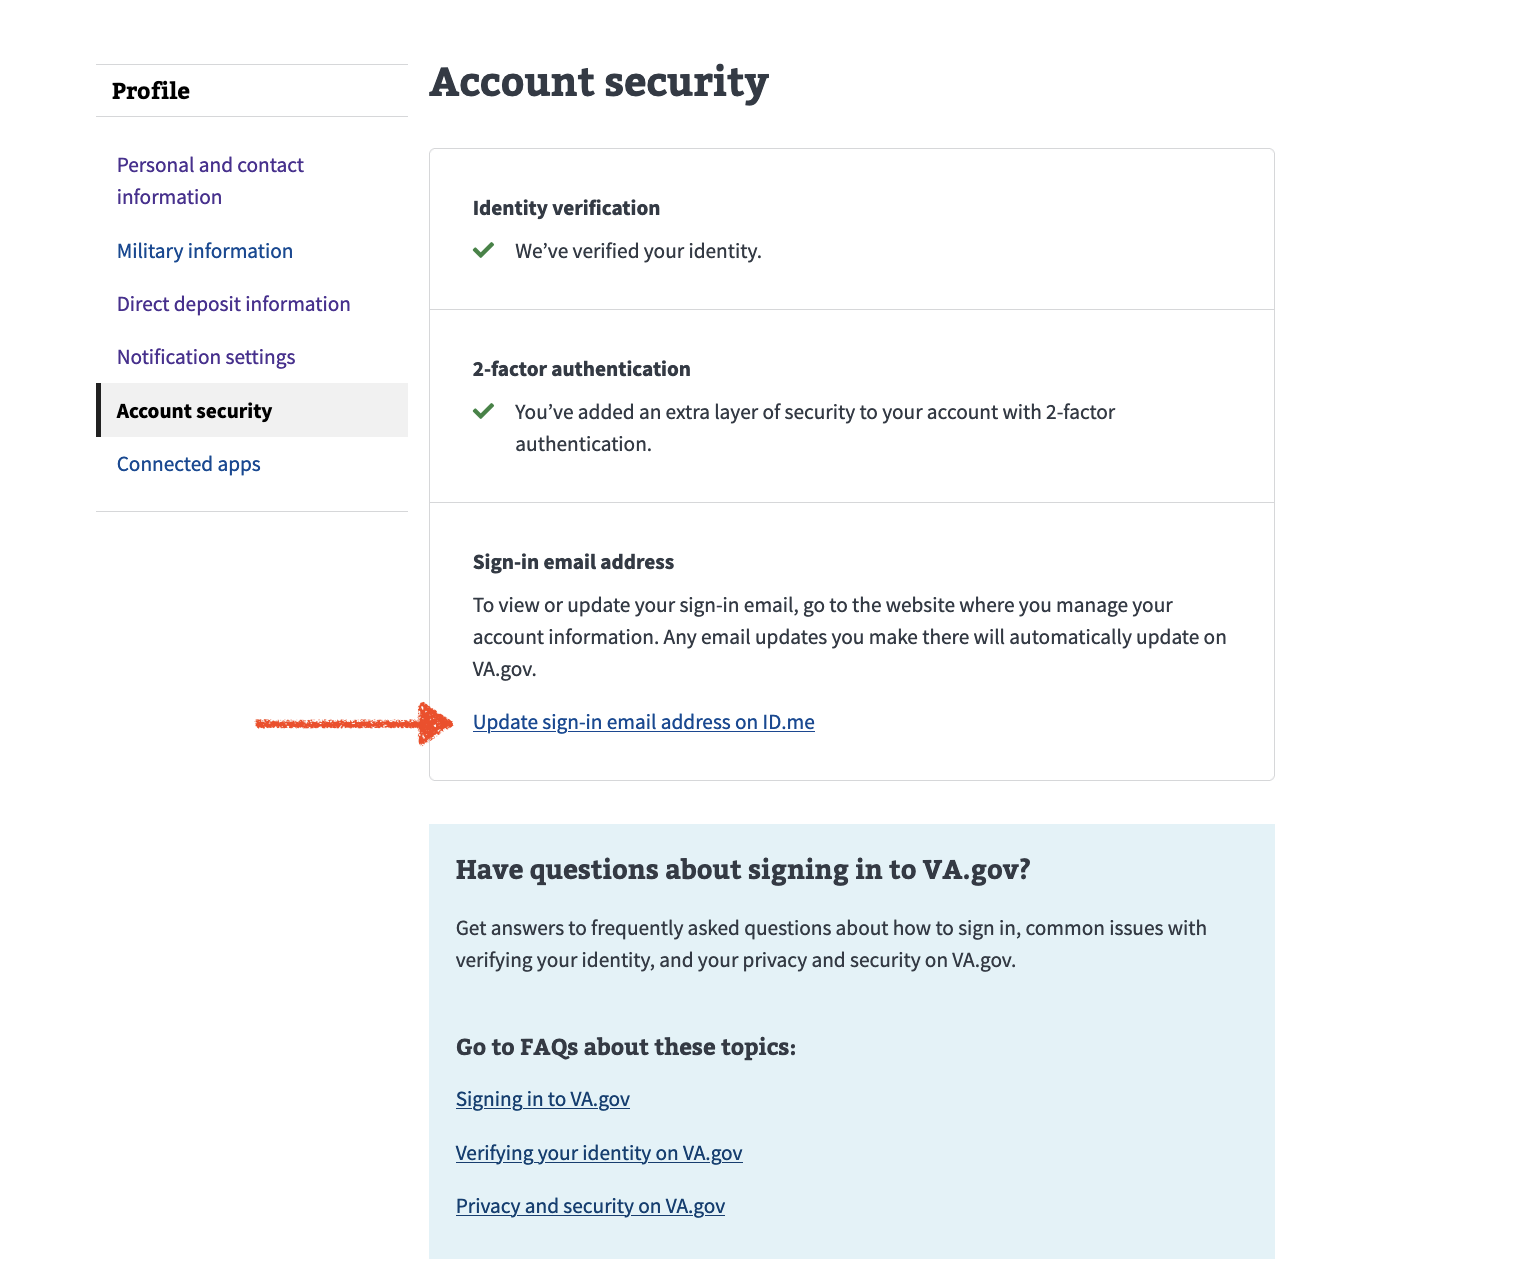 Profile
Personal and contact
information
Military information
Direct deposit information
Notification settings
Account security
Connected apps
Account security
Identity verification
We’ve verified your identity.
2-factor authentication
You’ve added an extra layer of security to your account with 2-factor
authentication.
Sign-in email address
To view or update your sign-in email, go to the website where you manage your
account information. Any email updates you make there will automatically update on
VA.gov.
Update sign-in email address on ID.me
Have questions about signing in to VA.gov?
Get answers to frequently asked questions about how to sign in, common issues with
verifying your identity, and your privacy and security on VA.gov.
Go to FAQs about these topics:
Signing in to VA.gov
Verifying your identity on VA.gov
Privacy and security on VA.gov